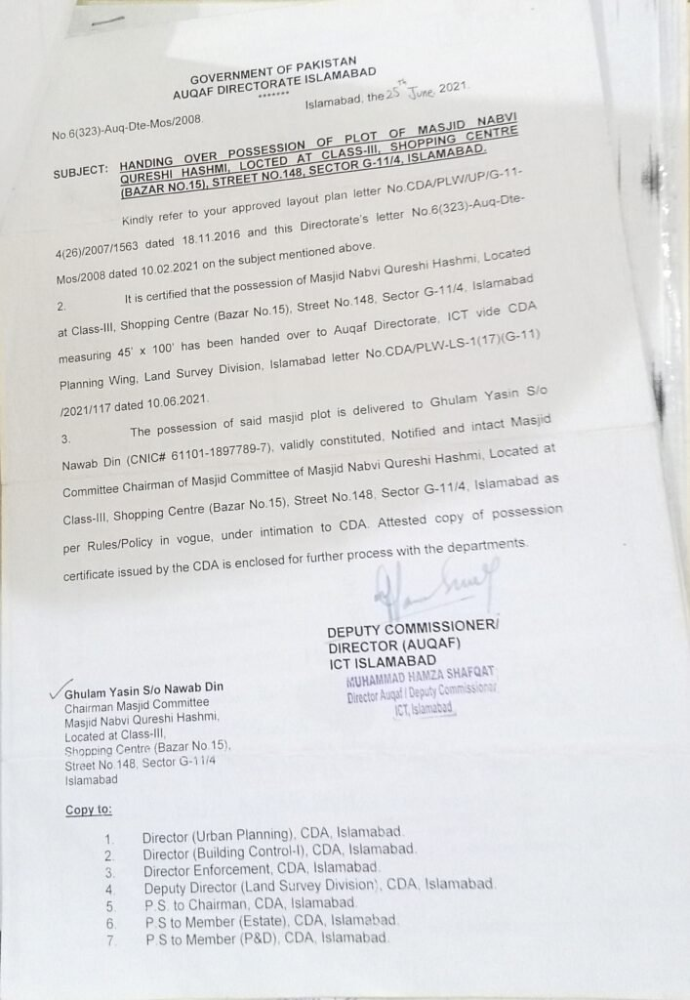 GOVERNMENT OF PAKISTAN
AUQAF DIRECTORATE ISLAMABAD
*******
No.6(323)-Auq-Dte-Mos/2008.
Islamabad, the 25th June, 2021.
SUBJECT: HANDING OVER POSSESSION OF PLOT OF MASJID NABVI
QURESHI HASHMI, LOCTED AT CLASS-III, SHOPPING CENTRE
(BAZAR NO.15), STREET NO.148, SECTOR G-11/4, ISLAMABAD.
Kindly refer to your approved layout plan letter No.CDA/PLW/UP/G-11-
4(26)/2007/1563 dated 18.11.2016 and this Directorate's letter No.6(323)-Auq-Dte-
Mos/2008 dated 10.02.2021 on the subject mentioned above.
2. It is certified that the possession of Masjid Nabvi Qureshi Hashmi, Located
at Class-III, Shopping Centre (Bazar No.15), Street No.148, Sector G-11/4, Islamabad
measuring 45' x 100' has been handed over to Auqaf Directorate, ICT vide CDA
Planning Wing, Land Survey Division, Islamabad letter No.CDA/PLW-LS-1(17)(G-11)
/2021/117 dated 10.06.2021.
3. The possession of said masjid plot is delivered to Ghulam Yasin S/o
Nawab Din (CNIC# 61101-1897789-7), validly constituted, Notified and intact Masjid
Committee Chairman of Masjid Committee of Masjid Nabvi Qureshi Hashmi, Located at
Class-III, Shopping Centre (Bazar No.15), Street No.148, Sector G-11/4, Islamabad as
per Rules/Policy in vogue, under intimation to CDA. Attested copy of possession
certificate issued by the CDA is enclosed for further process with the departments.
DEPUTY COMMISSIONER/
DIRECTOR (AUQAF)
ICT ISLAMABAD
MUHAMMAD HAMZA SHAFQAT
Director Auqaf / Deputy Commissioner
ICT, Islamabad
Ghulam Yasin S/o Nawab Din
Chairman Masjid Committee
Masjid Nabvi Qureshi Hashmi,
Located at Class-III,
Shopping Centre (Bazar No.15),
Street No.148, Sector G-11/4
Islamabad
Copy to:
1. Director (Urban Planning), CDA, Islamabad.
2. Director (Building Control-I), CDA, Islamabad.
3. Director Enforcement, CDA, Islamabad.
4. Deputy Director (Land Survey Division), CDA, Islamabad.
5. P.S. to Chairman, CDA, Islamabad.
6. P.S to Member (Estate), CDA, Islamabad.
7. P.S to Member (P&D), CDA, Islamabad.